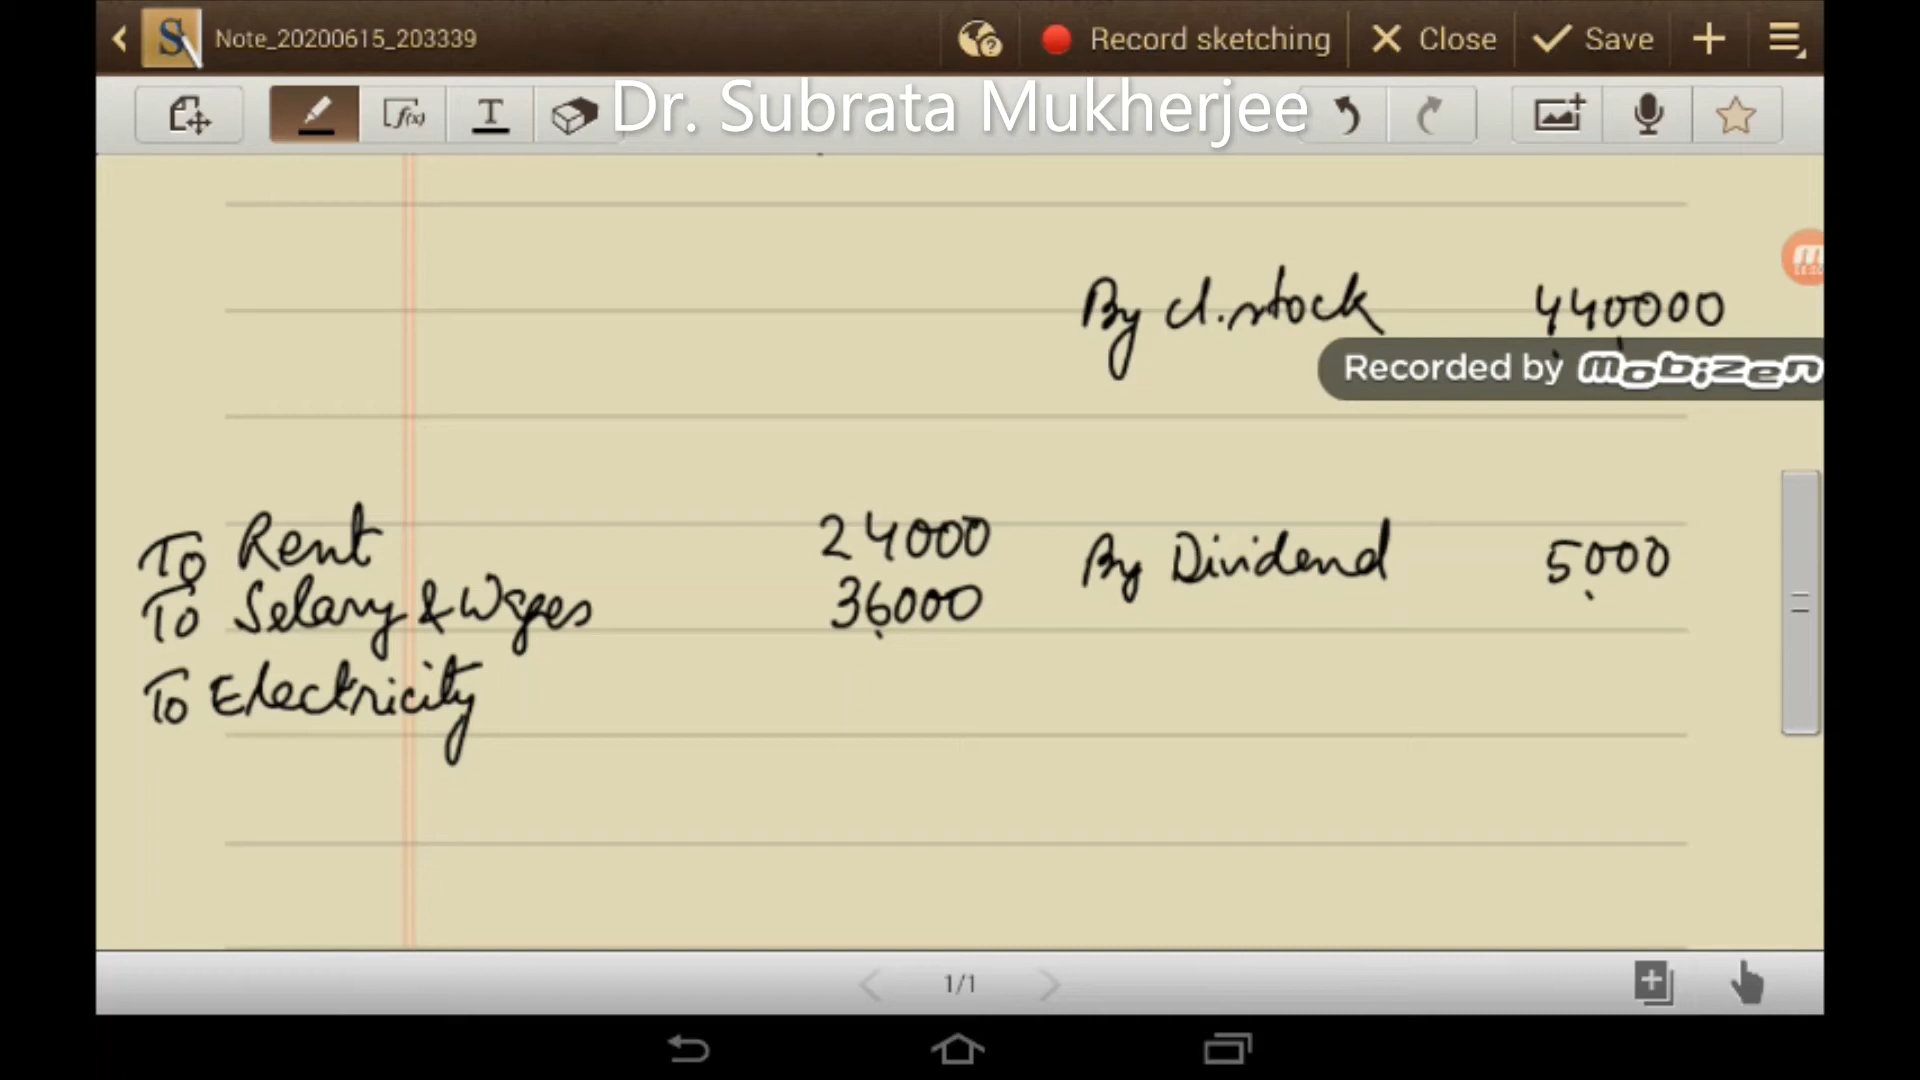 Note_20200615_203339
Record sketching
Close
Save
Dr. Subrata Mukherjee
By cl. stock 440000
Recorded by mobizen
To Rent 24000 By Dividend 5000
To Selary & Wages 36000
To Electricity
1/1